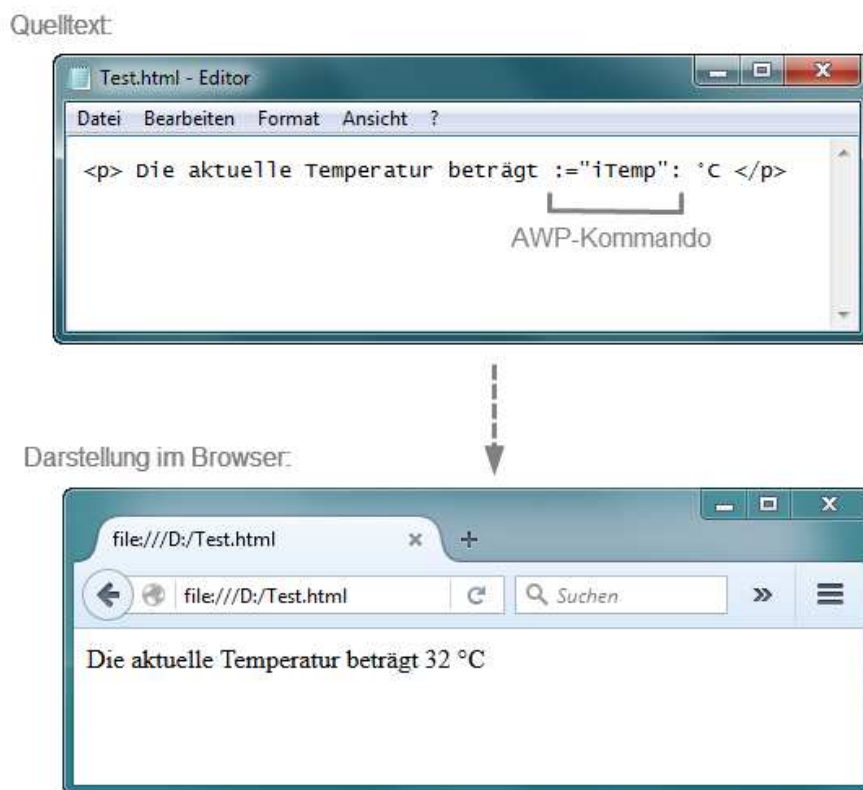 Quelltext:
Test.html - Editor
Datei Bearbeiten Format Ansicht ?
<p> Die aktuelle Temperatur beträgt :="iTemp": °C </p>
AWP-Kommando
Darstellung im Browser:
file:///D:/Test.html
file:///D:/Test.html Suchen
Die aktuelle Temperatur beträgt 32 °C